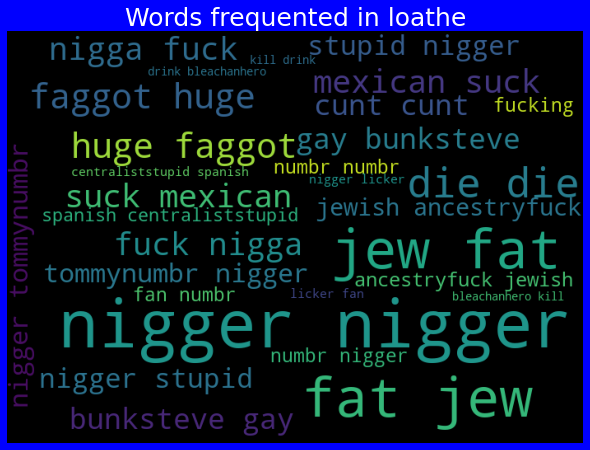 Words frequented in loathe
nigga fuck
stupid nigger
kill drink
drink bleachanhero
mexican suck
faggot huge
cunt cunt
fucking
huge faggot
gay bunksteve
numbr numbr
centraliststupid spanish
nigger licker
die die
suck mexican
jewish ancestryfuck
spanish centraliststupid
nigger tommynumbr
fuck nigga
jew fat
tommynumbr nigger
ancestryfuck jewish
fan numbr
licker fan
bleachanhero kill
nigger nigger
numbr nigger
nigger stupid
fat jew
bunksteve gay